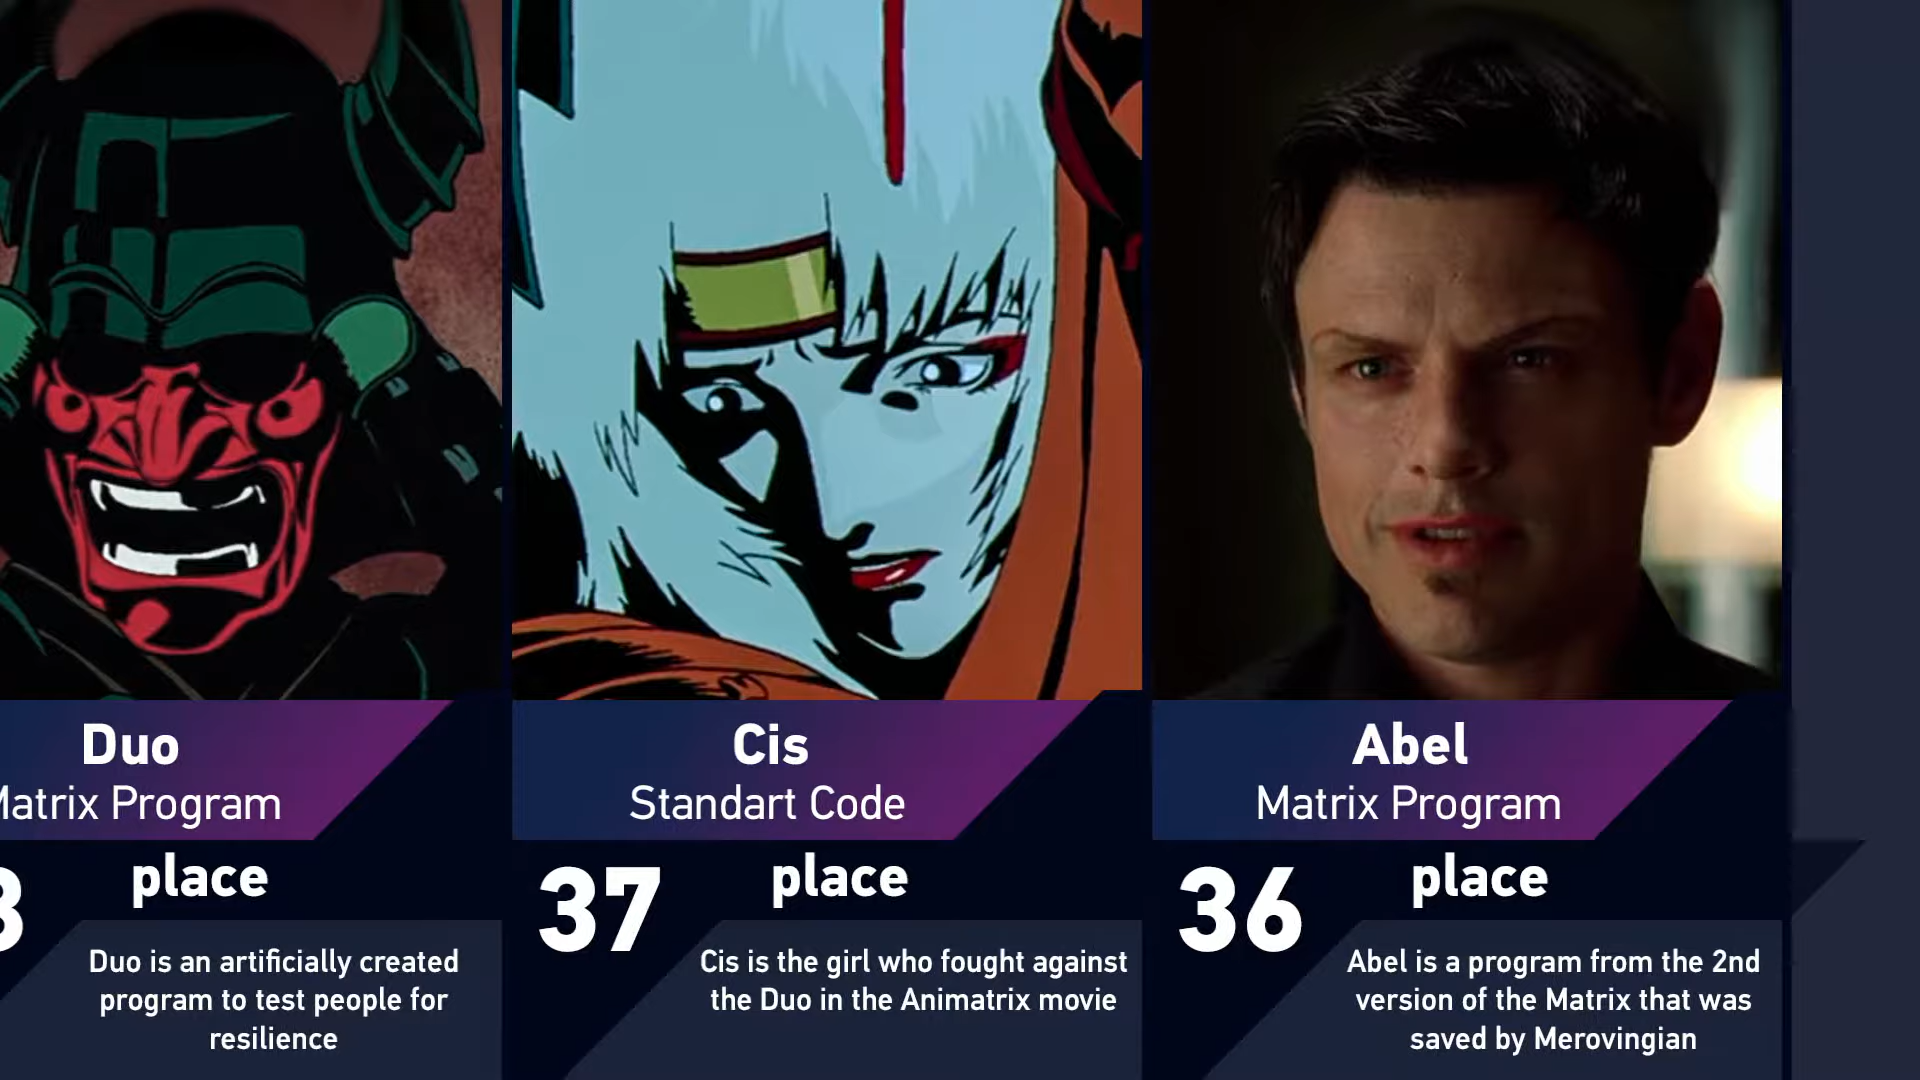 Duo
Matrix Program
place
Duo is an artificially created
program to test people for
resilience
Cis
Standart Code
37
place
Cis is the girl who fought against
the Duo in the Animatrix movie
Abel
Matrix Program
36
place
Abel is a program from the 2nd
version of the Matrix that was
saved by Merovingian